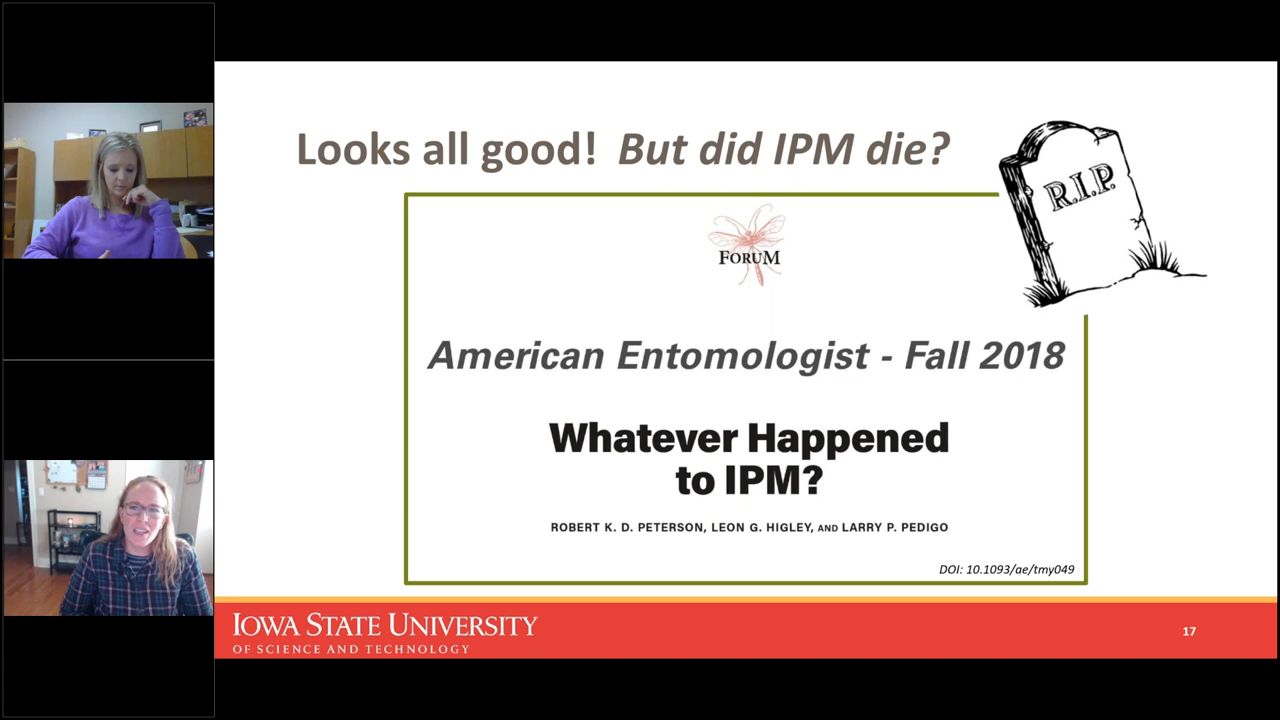 Looks all good! But did IPM die?
R.I.P.
FORUM
American Entomologist - Fall 2018
Whatever Happened
to IPM?
ROBERT K. D. PETERSON, LEON G. HIGLEY, AND LARRY P. PEDIGO
DOI: 10.1093/ae/tmy049
IOWA STATE UNIVERSITY
OF SCIENCE AND TECHNOLOGY
17